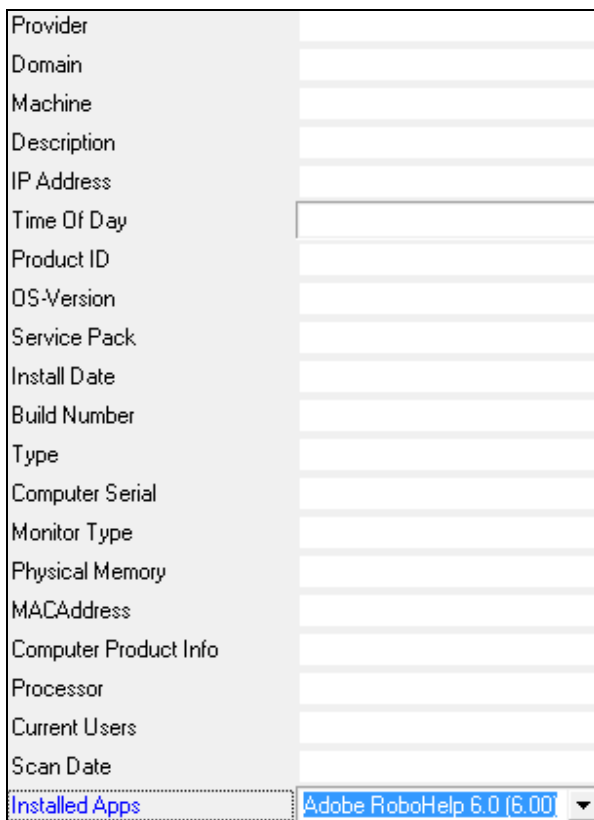 Provider
Domain
Machine
Description
IP Address
Time Of Day
Product ID
OS-Version
Service Pack
Install Date
Build Number
Type
Computer Serial
Monitor Type
Physical Memory
MACAddress
Computer Product Info
Processor
Current Users
Scan Date
Installed Apps Adobe RoboHelp 6.0 (6.00)